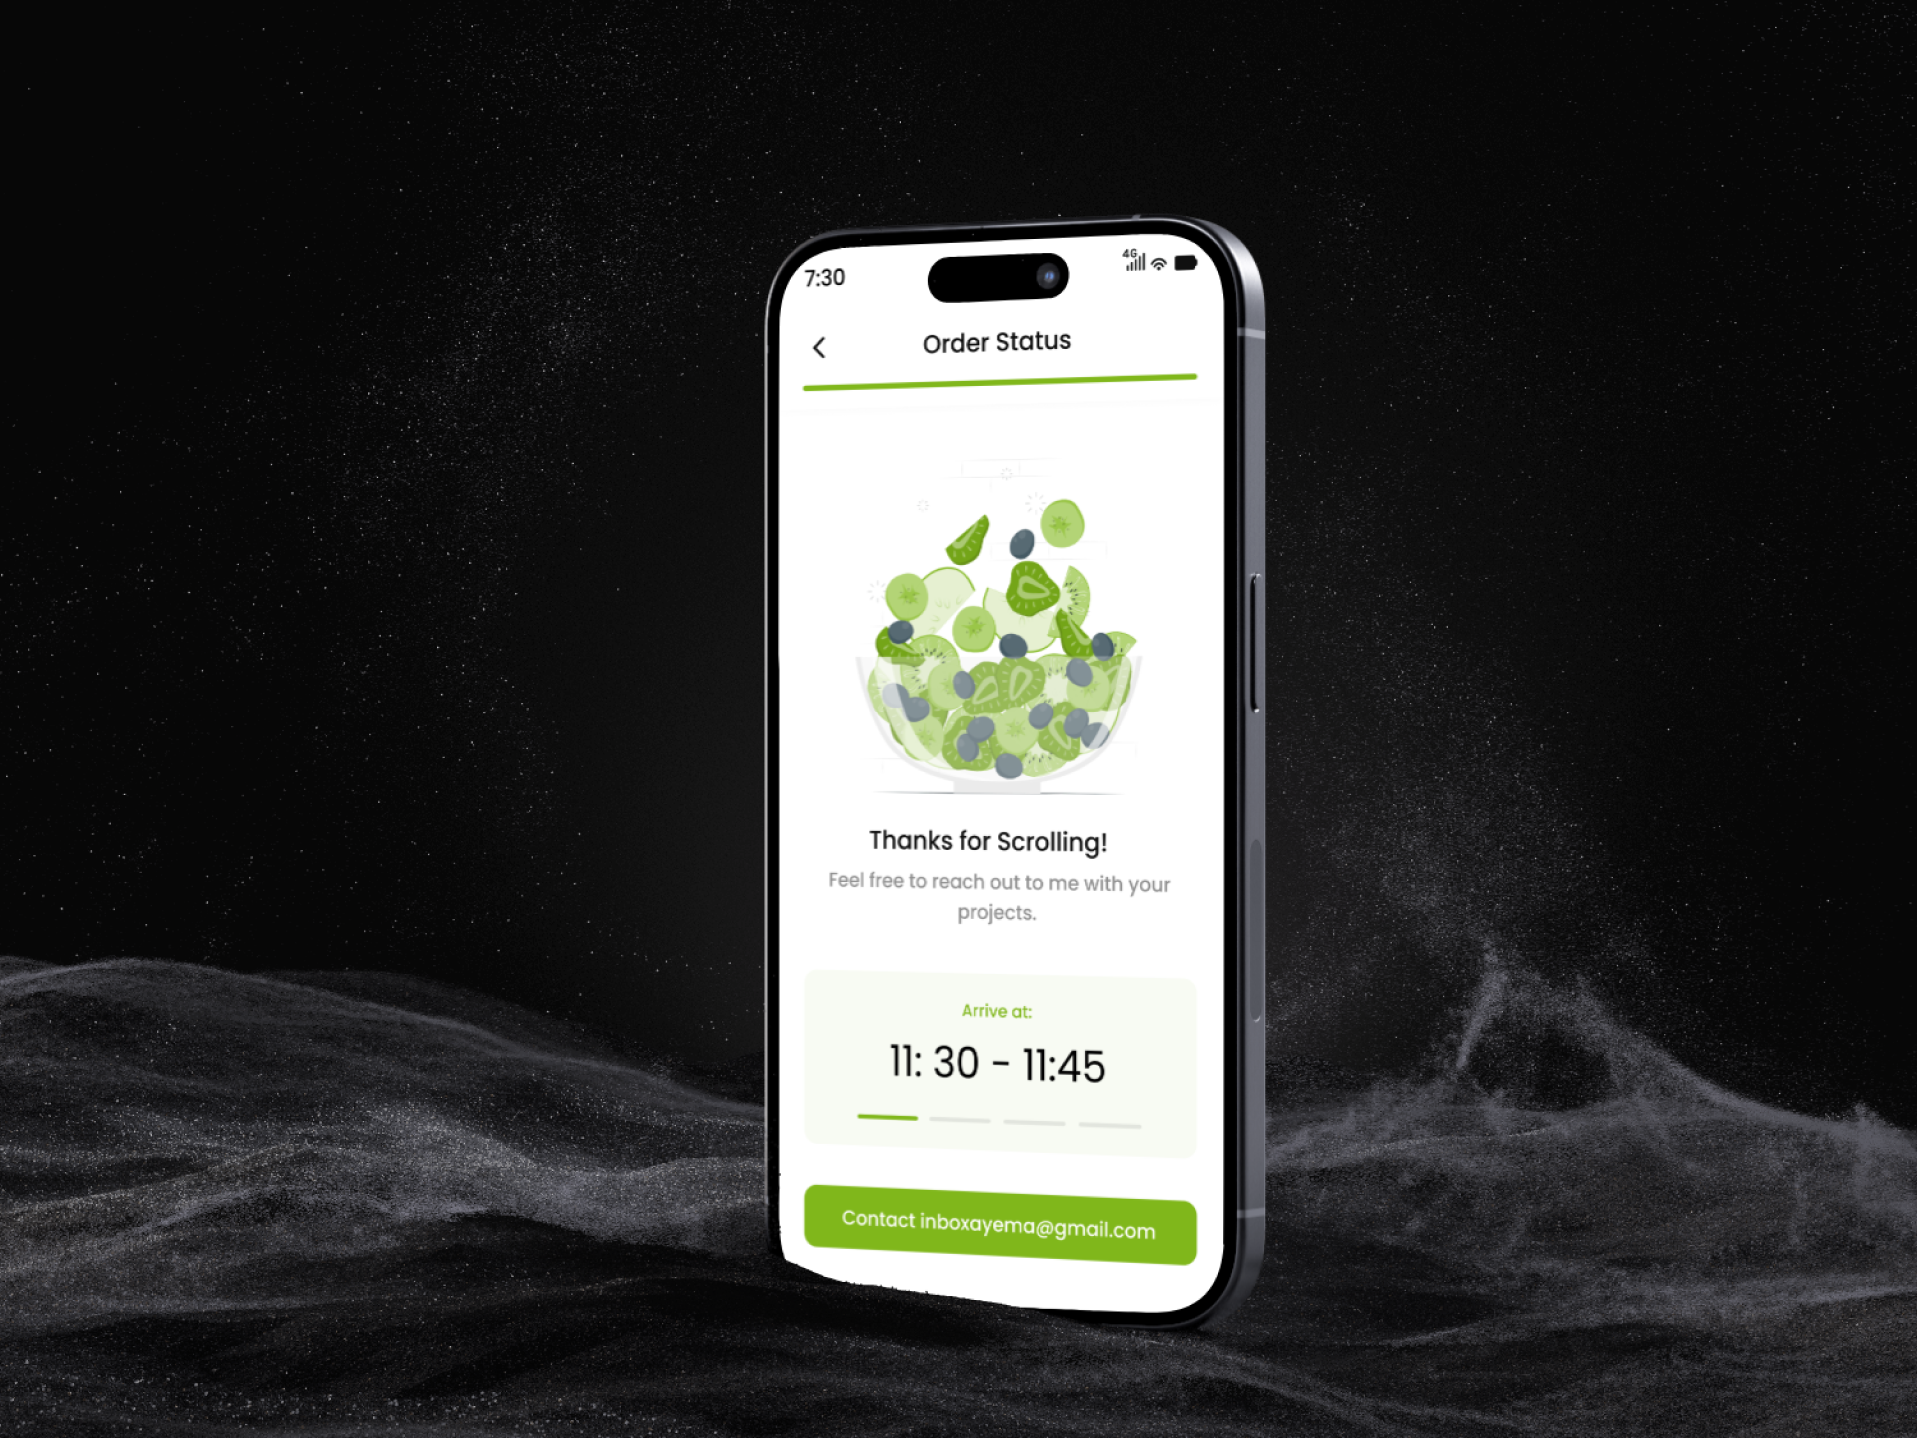 7:30
4G
Order Status
Thanks for Scrolling!
Feel free to reach out to me with your
projects.
Arrive at:
11: 30 - 11:45
Contact inboxayema@gmail.com